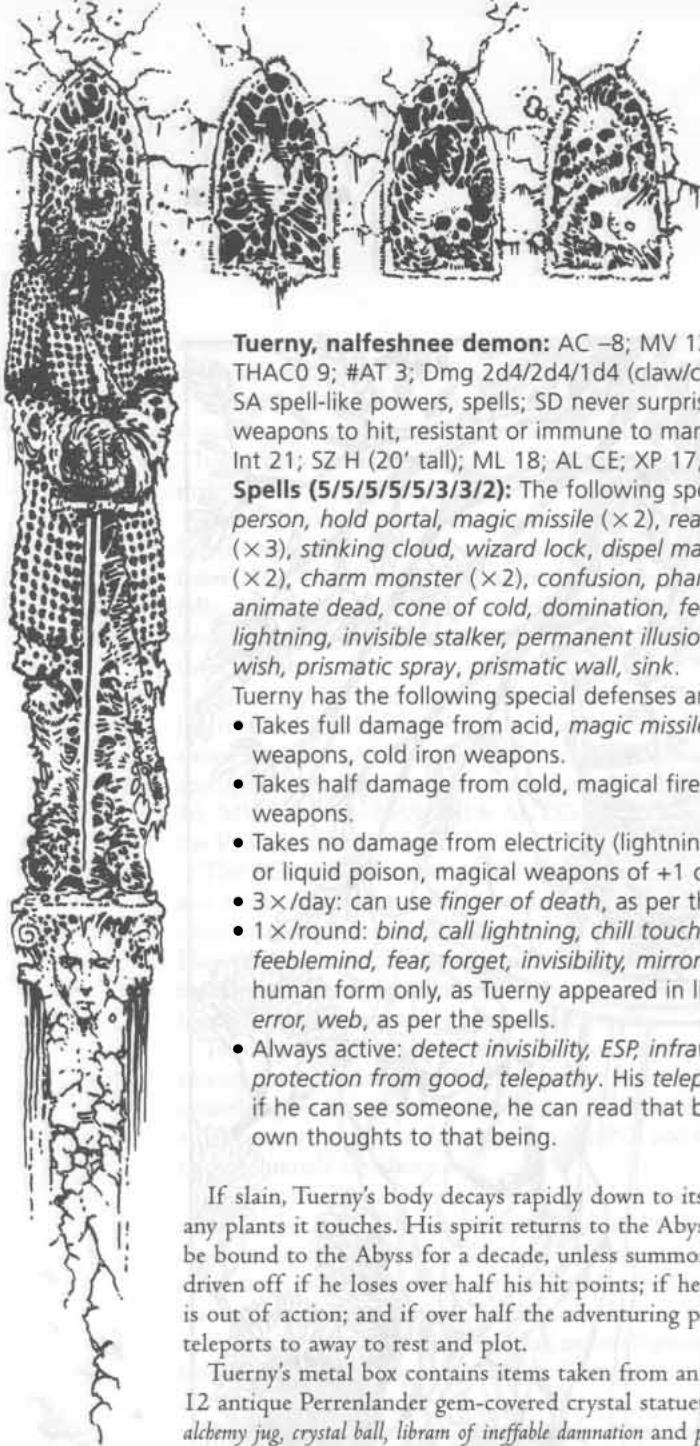 Tuerny, nalfeshnee demon: AC –8; MV 12
THAC0 9; #AT 3; Dmg 2d4/2d4/1d4 (claw/c
SA spell-like powers, spells; SD never surpris
weapons to hit, resistant or immune to mar
Int 21; SZ H (20' tall); ML 18; AL CE; XP 17,
Spells (5/5/5/5/5/3/3/2): The following spe
person, hold portal, magic missile (×2), rea
(×3), stinking cloud, wizard lock, dispel ma
(×2), charm monster (×2), confusion, phar
animate dead, cone of cold, domination, fe
lightning, invisible stalker, permanent illusio
wish, prismatic spray, prismatic wall, sink.
Tuerny has the following special defenses a
• Takes full damage from acid, magic missile
weapons, cold iron weapons.
• Takes half damage from cold, magical fire
weapons.
• Takes no damage from electricity (lightnin
or liquid poison, magical weapons of +1 o
• 3×/day: can use finger of death, as per th
• 1×/round: bind, call lightning, chill touch
feeblemind, fear, forget, invisibility, mirror
human form only, as Tuerny appeared in li
error, web, as per the spells.
• Always active: detect invisibility, ESP, infra
protection from good, telepathy. His telep
if he can see someone, he can read that b
own thoughts to that being.
If slain, Tuerny's body decays rapidly down to its
any plants it touches. His spirit returns to the Abys
be bound to the Abyss for a decade, unless summo
driven off if he loses over half his hit points; if he
is out of action; and if over half the adventuring p
teleports to away to rest and plot.
Tuerny's metal box contains items taken from an
12 antique Perrenlander gem-covered crystal statue
alchemy jug, crystal ball, libram of ineffable damnation and